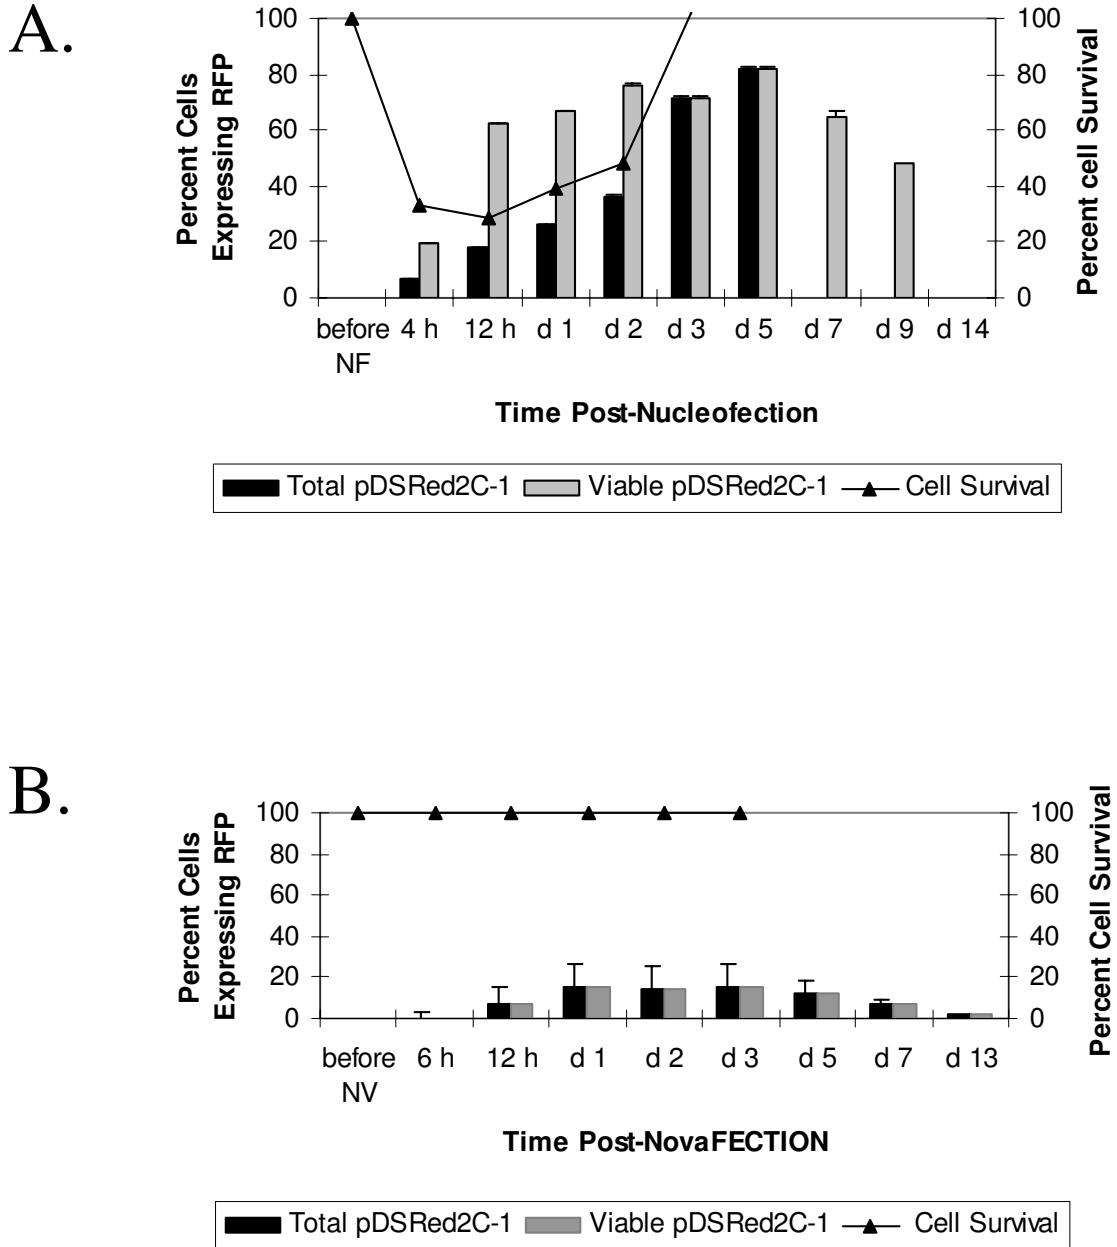 A.
100 100
80 80
60 60
40 40
20 20
0 0
Percent Cells
Expressing RFP
Percent cell Survival
before 4 h 12 h d 1 d 2 d 3 d 5 d 7 d 9 d 14
NF
Time Post-Nucleofection
Total pDSRed2C-1 Viable pDSRed2C-1 Cell Survival
B.
100 100
80 80
60 60
40 40
20 20
0 0
Percent Cells
Expressing RFP
Percent Cell Survival
before 6 h 12 h d 1 d 2 d 3 d 5 d 7 d 13
NV
Time Post-NovaFECTION
Total pDSRed2C-1 Viable pDSRed2C-1 Cell Survival